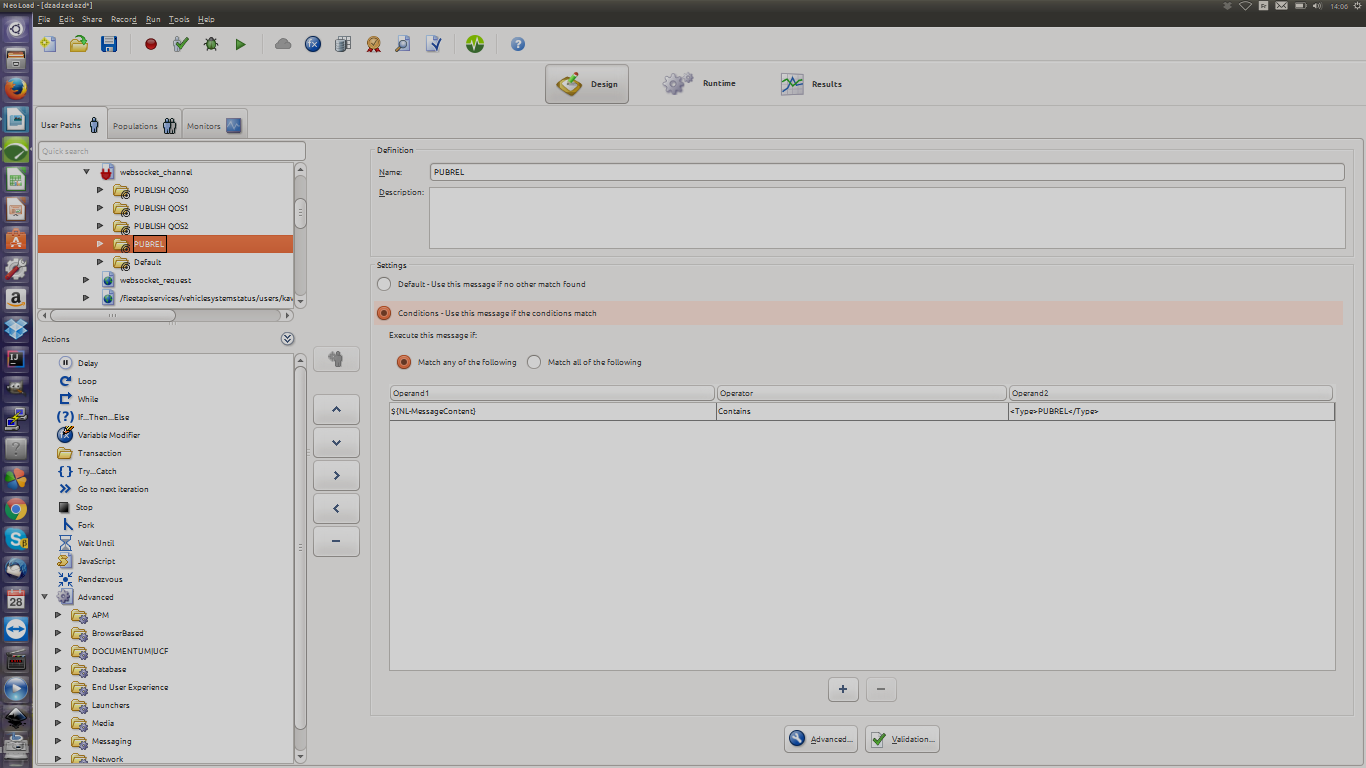 NeoLoad - [dzadzedazd*]
Fr
14:00
File Edit Share Record Run Tools Help
Design
Runtime
Results
User Paths
Populations
Monitors
Quick search
websocket_channel
PUBLISH QOS0
PUBLISH QOS1
PUBLISH QOS2
PUBREL
Default
websocket_request
/fleetapiservices/vehiclesystemstatus/users/kav
Actions
Delay
Loop
While
If...Then...Else
Variable Modifier
Transaction
Try...Catch
Go to next iteration
Stop
Fork
Wait Until
JavaScript
Rendezvous
Advanced
APM
BrowserBased
DOCUMENTUM|UCF
Database
End User Experience
Launchers
Media
Messaging
Network
Definition
Name: PUBREL
Description:
Settings
Default - Use this message if no other match found
Conditions - Use this message if the conditions match
Execute this message if:
Match any of the following Match all of the following
Operand1 Operator Operand2
${NL-MessageContent} Contains <Type>PUBREL</Type>
Advanced...
Validation...
28